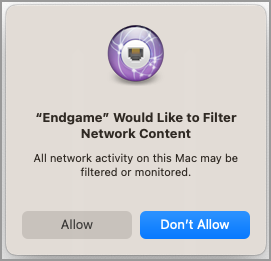 “Endgame” Would Like to Filter
Network Content
All network activity on this Mac may be
filtered or monitored.
Allow
Don’t Allow